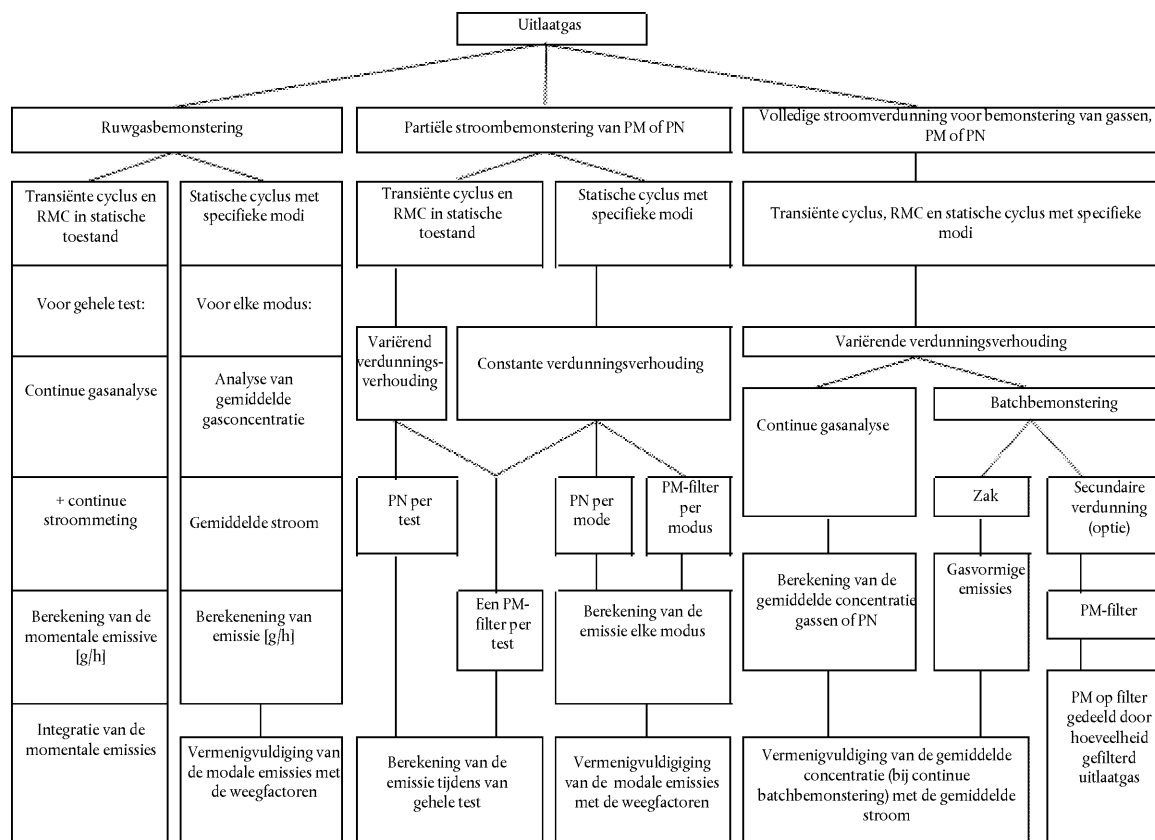 Uitlaatgas
Ruwgasbemonstering
Partiële stroombemonstering van PM of PN
Volledige stroomverdunning voor bemonstering van gassen,
PM of PN
Transiënte cyclus en
RMC in statische
toestand
Statische cyclus met
specifieke modi
Transiënte cyclus en
RMC in statische
toestand
Statische cyclus met
specifieke modi
Transiënte cyclus, RMC en statische cyclus met specifieke
modi
Voor gehele test:
Voor elke modus:
Variërend
verdunnings-
verhouding
Constante verdunningsverhouding
Variërende verdunningsverhouding
Continue gasanalyse
Analyse van
gemiddelde
gasconcentratie
Continue gasanalyse
Batchbemonstering
+ continue
stroommeting
Gemiddelde stroom
PN per
test
PN per
mode
PM-filter
per
modus
Zak
Secundaire
verdunning
(optie)
Berekening van de
momentale emissive
[g/h]
Berekenening van
emissie [g/h]
Een PM-
filter per
test
Berekening van de
emissie elke modus
Berekening van de
gemiddelde concentratie
gassen of PN
Gasvormige
emissies
PM-filter
Integratie van de
momentale emissies
Vermenigvuldiging van
de modale emissies met
de weegfactoren
Berekening van de
emissie tijdens van
gehele test
Vermenigvuldigiging
van de modale emissies
met de weegfactoren
Vermenigvuldiging van de gemiddelde
concentratie (bij continue
batchbemonstering) met de gemiddelde
stroom
PM op filter
gedeeld door
hoeveelheid
gefilterd
uitlaatgas